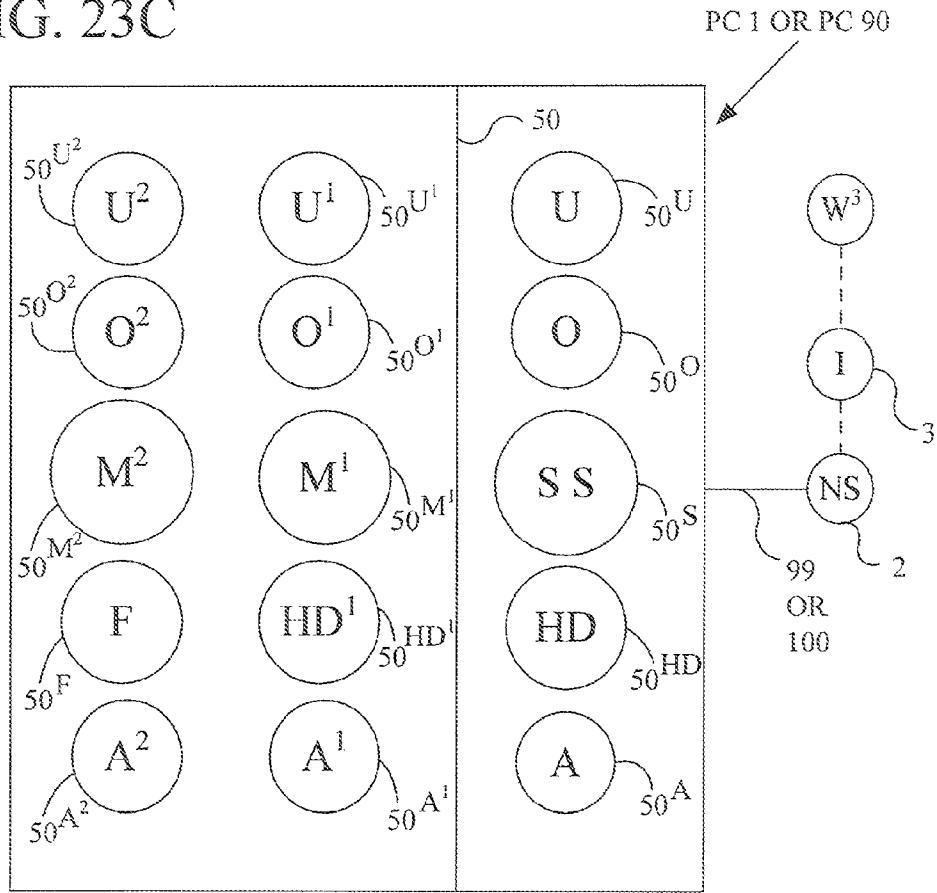 IG. 23C
PC 1 OR PC 90
50
50U²
U²
U¹
50U¹
U
50U
W³
50O²
O²
O¹
50O¹
O
50O
I
3
M²
50M²
M¹
50M¹
S S
50S
NS
2
99
OR
100
F
50F
HD¹
50HD¹
HD
50HD
A²
50A²
A¹
50A¹
A
50A